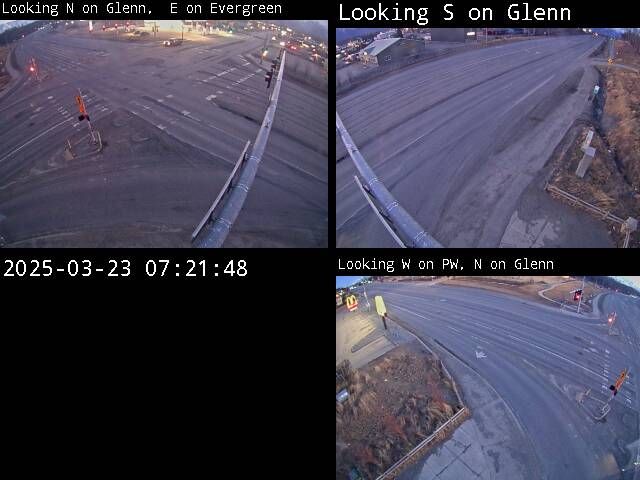 Looking N on Glenn,  E on Evergreen
Looking S on Glenn
2025-03-23 07:21:48
Looking W on PW, N on Glenn